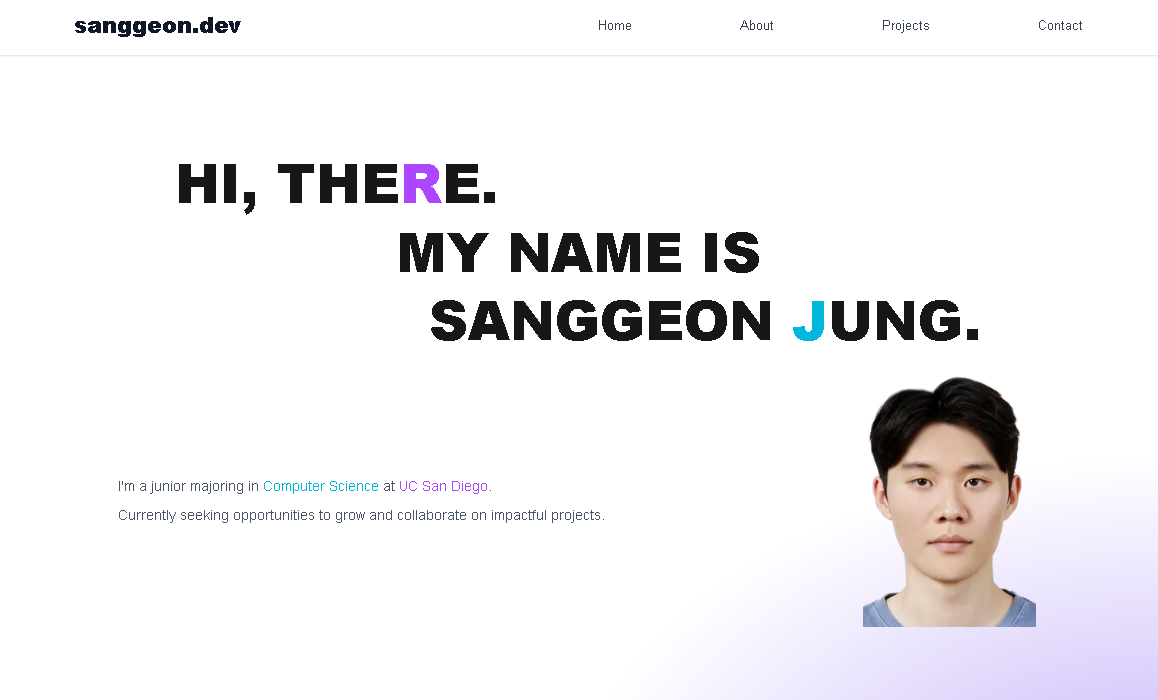 sanggeon.dev
Home About Projects Contact
HI, THERE.
MY NAME IS
SANGGEON JUNG.
I'm a junior majoring in Computer Science at UC San Diego.
Currently seeking opportunities to grow and collaborate on impactful projects.